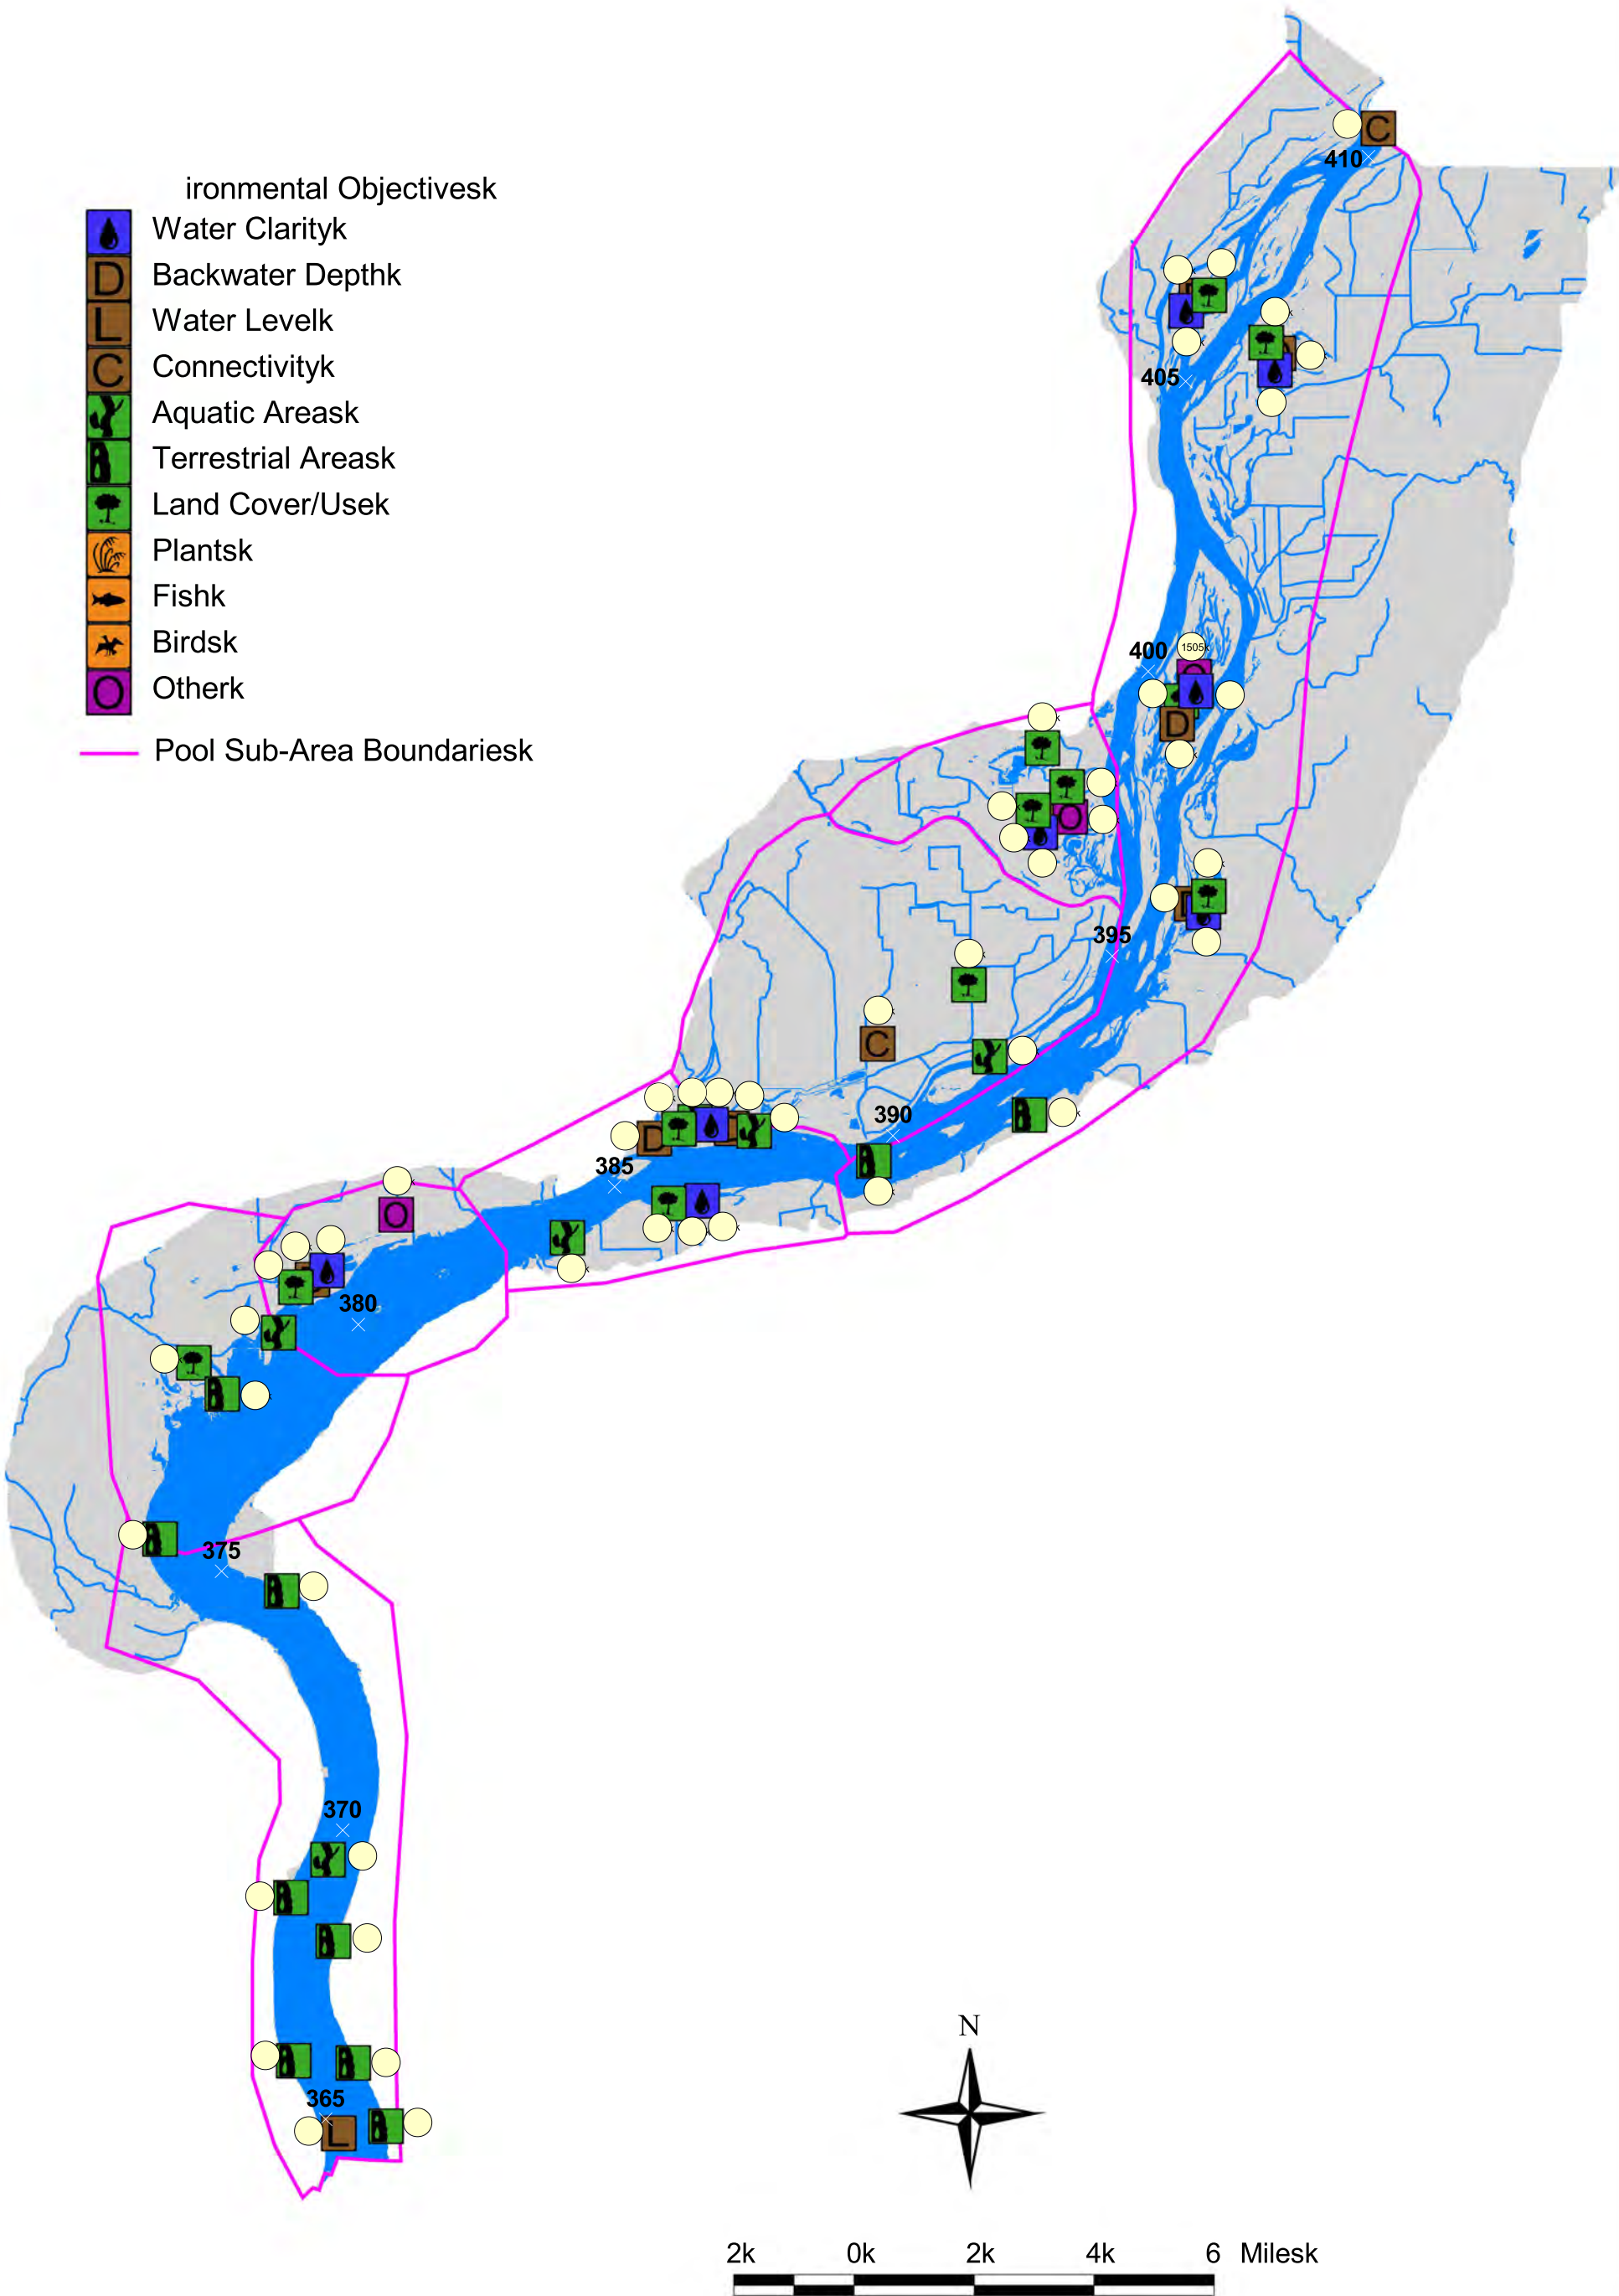 ironmental Objectivesk
Water Clarityk
D Backwater Depthk
L Water Levelk
C Connectivityk
Aquatic Areask
Terrestrial Areask
Land Cover/Usek
Plantsk
Fishk
Birdsk
O Otherk
Pool Sub-Area Boundariesk
C
410
405
1505k
400
D
O
395
C
390
D
385
O
380
375
370
365
L
N
2k 0k 2k 4k 6 Milesk